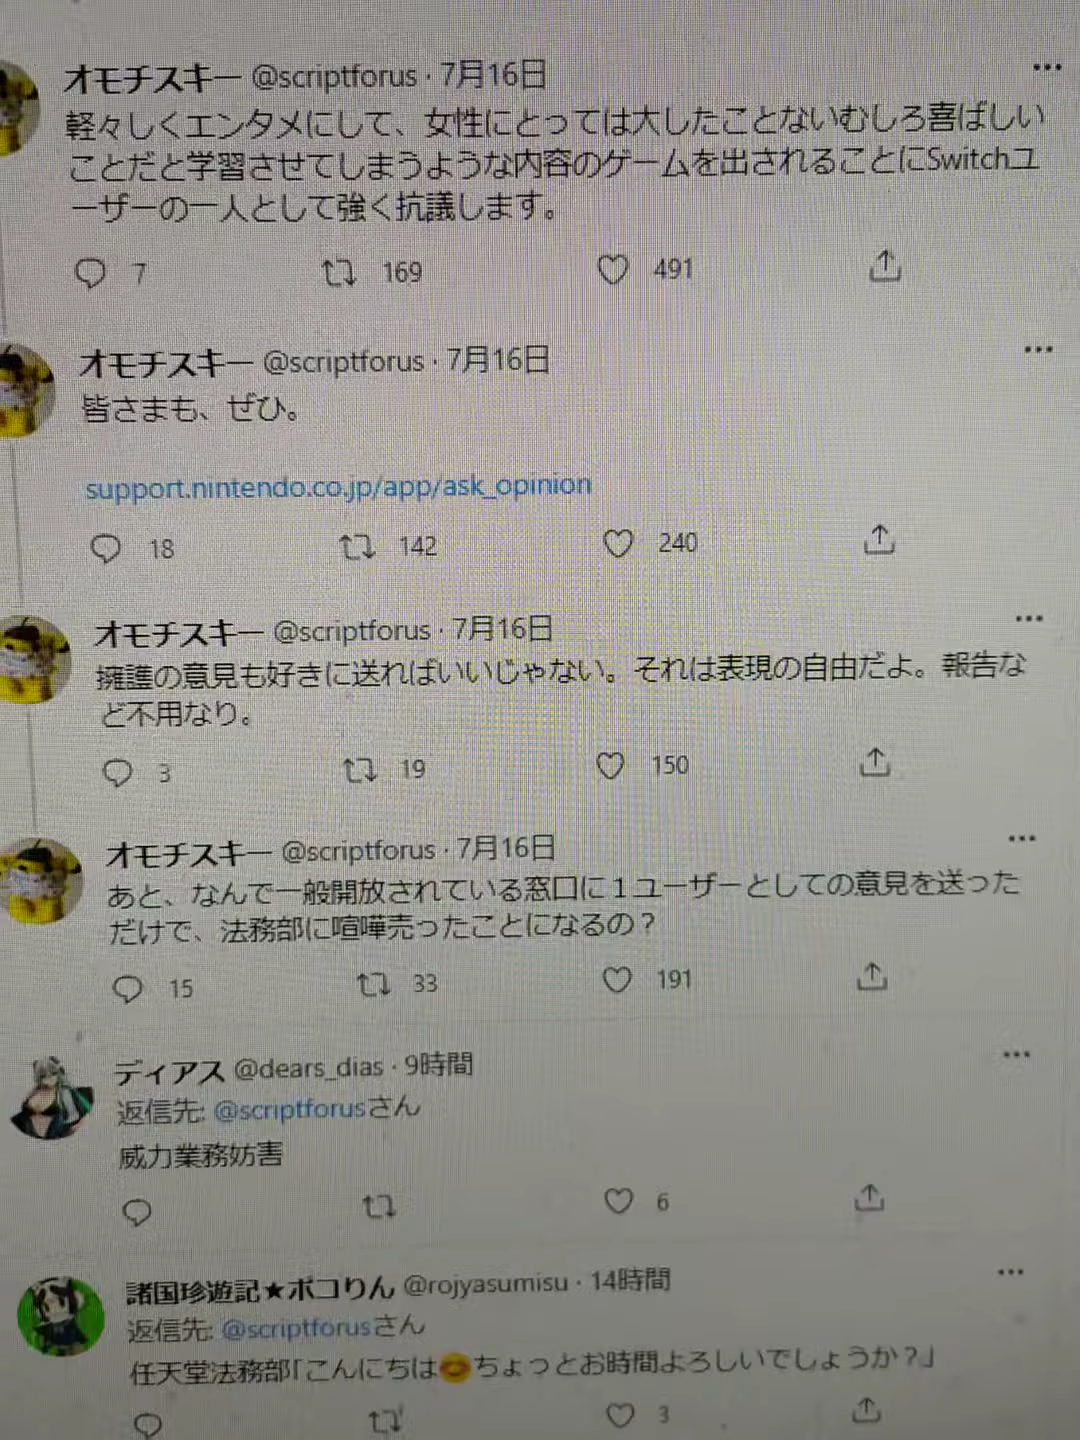 オモチスキー @scriptforus · 7月16日
軽々しくエンタメにして、女性にとっては大したことないむしろ喜ばしい
ことだと学習させてしまうような内容のゲームを出されることにSwitchユ
ーザーの一人として強く抗議します。
7 169 491
オモチスキー @scriptforus · 7月16日
皆さまも、ぜひ。
support.nintendo.co.jp/app/ask_opinion
18 142 240
オモチスキー @scriptforus · 7月16日
擁護の意見も好きに送ればいいじゃない。それは表現の自由だよ。報告な
ど不用なり。
3 19 150
オモチスキー @scriptforus · 7月16日
あと、なんで一般開放されている窓口に１ユーザーとしての意見を送った
だけで、法務部に喧嘩売ったことになるの？
15 33 191
ディアス @dears_dias · 9時間
返信先: @scriptforusさん
威力業務妨害
6
諸国珍遊記★ポコりん @rojyasumisu · 14時間
返信先: @scriptforusさん
任天堂法務部「こんにちは😊ちょっとお時間よろしいでしょうか？」
3